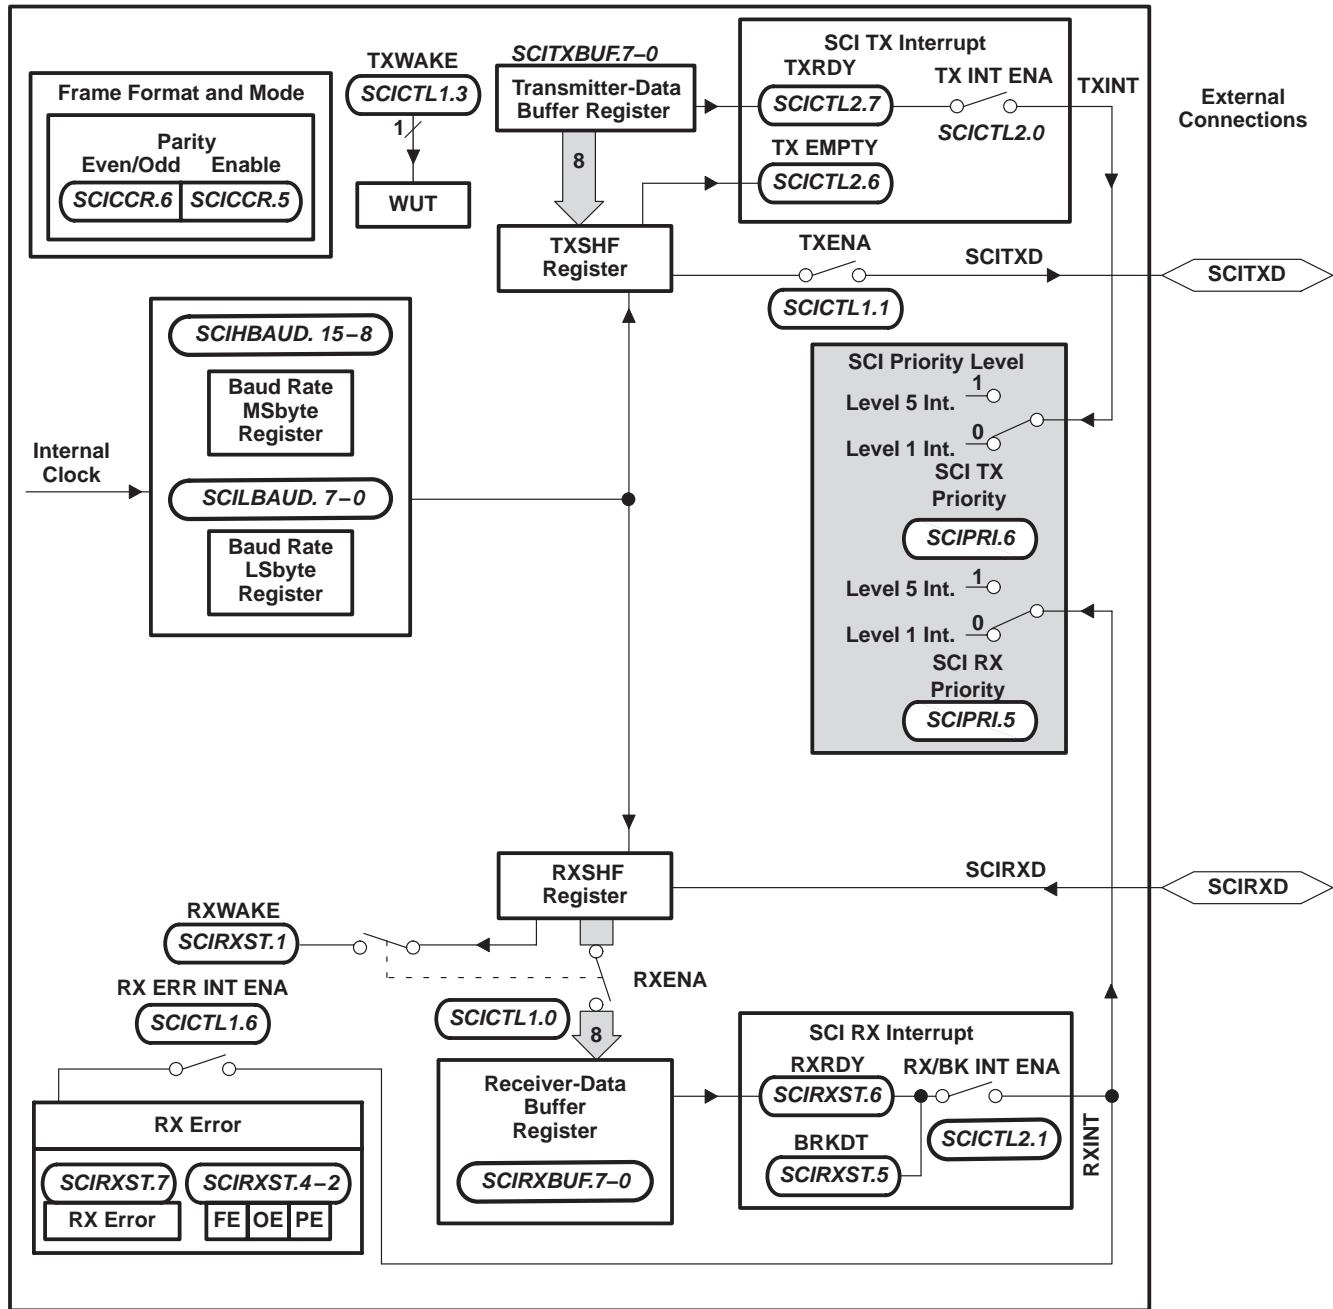 Frame Format and Mode
Parity
Even/Odd Enable
SCICCR.6 SCICCR.5
TXWAKE
SCICTL1.3
1
WUT
SCITXBUF.7–0
Transmitter-Data
Buffer Register
8
TXSHF
Register
SCI TX Interrupt
TXRDY
SCICTL2.7
TX INT ENA
SCICTL2.0
TX EMPTY
SCICTL2.6
TXINT
External
Connections
TXENA
SCICTL1.1
SCITXD
SCITXD
SCIHBAUD. 15–8
Baud Rate
MSbyte
Register
Internal
Clock
SCILBAUD. 7–0
Baud Rate
LSbyte
Register
SCI Priority Level
1
Level 5 Int.
0
Level 1 Int.
SCI TX
Priority
SCIPRI.6
1
Level 5 Int.
0
Level 1 Int.
SCI RX
Priority
SCIPRI.5
RXSHF
Register
SCIRXD
SCIRXD
RXWAKE
SCIRXST.1
RXENA
SCICTL1.0
8
RX ERR INT ENA
SCICTL1.6
RX Error
SCIRXST.7 SCIRXST.4–2
RX Error FE OE PE
Receiver-Data
Buffer
Register
SCIRXBUF.7–0
SCI RX Interrupt
RXRDY
SCIRXST.6
RX/BK INT ENA
SCICTL2.1
BRKDT
SCIRXST.5
RXINT